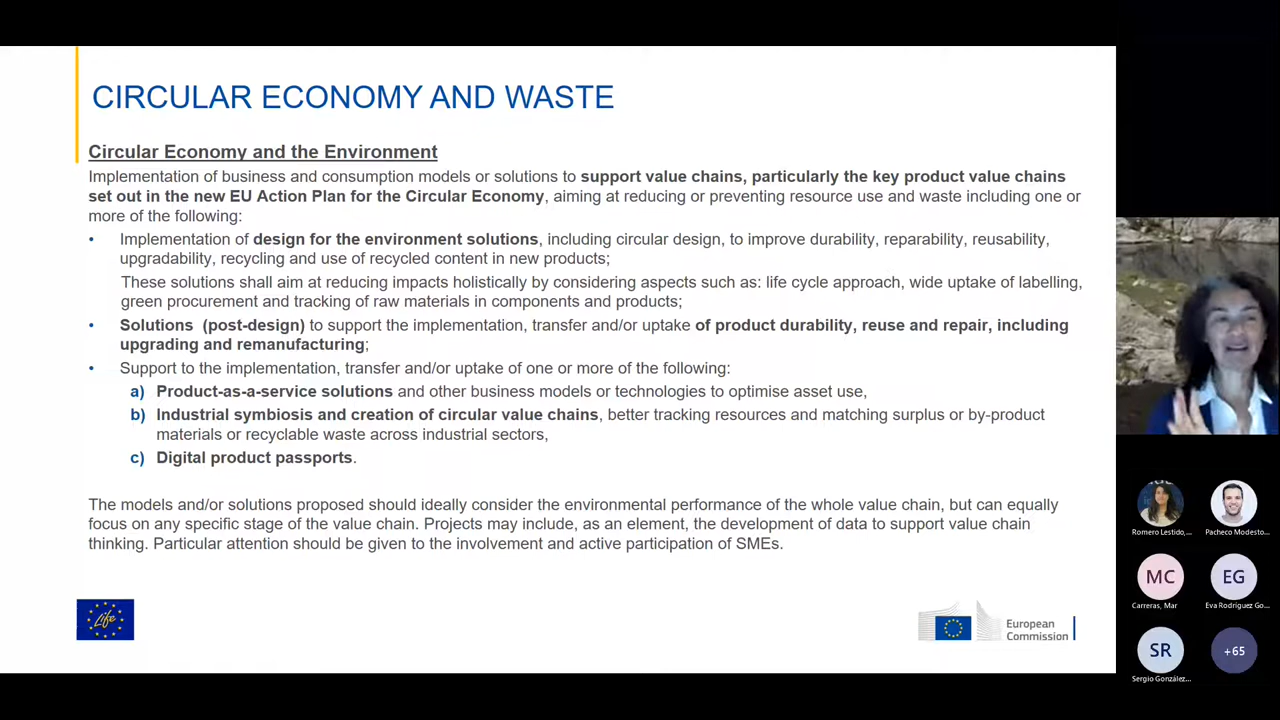 CIRCULAR ECONOMY AND WASTE
Circular Economy and the Environment
Implementation of business and consumption models or solutions to support value chains, particularly the key product value chains
set out in the new EU Action Plan for the Circular Economy, aiming at reducing or preventing resource use and waste including one or
more of the following:
• Implementation of design for the environment solutions, including circular design, to improve durability, reparability, reusability,
upgradability, recycling and use of recycled content in new products;
These solutions shall aim at reducing impacts holistically by considering aspects such as: life cycle approach, wide uptake of labelling,
green procurement and tracking of raw materials in components and products;
• Solutions (post-design) to support the implementation, transfer and/or uptake of product durability, reuse and repair, including
upgrading and remanufacturing;
• Support to the implementation, transfer and/or uptake of one or more of the following:
a) Product-as-a-service solutions and other business models or technologies to optimise asset use,
b) Industrial symbiosis and creation of circular value chains, better tracking resources and matching surplus or by-product
materials or recyclable waste across industrial sectors,
c) Digital product passports.
The models and/or solutions proposed should ideally consider the environmental performance of the whole value chain, but can equally
focus on any specific stage of the value chain. Projects may include, as an element, the development of data to support value chain
thinking. Particular attention should be given to the involvement and active participation of SMEs.
Life
European
Commission
Romero Lestido,...
Pacheco Modesto...
MC
EG
Carreras, Mar
Eva Rodríguez Go...
SR
+65
Sergio González...